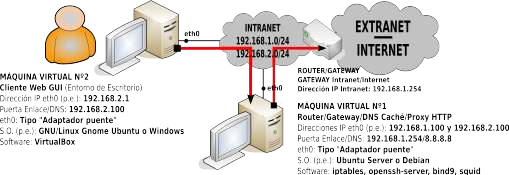 eth0
INTRANET
192.168.1.0/24
192.168.2.0/24
EXTRANET
INTERNET
eth0
ROUTER/GATEWAY
GATEWAY Intranet/Internet
Dirección IP Intranet: 192.168.1.254
MÁQUINA VIRTUAL Nº2
Cliente Web GUI (Entorno de Escritorio)
Dirección IP eth0 (p.e.): 192.168.2.1
Puerta Enlace/DNS: 192.168.2.100
eth0: Tipo "Adaptador puente"
S.O. (p.e.): GNU/Linux Gnome Ubuntu o Windows
Software: VirtualBox
MÁQUINA VIRTUAL Nº1
Router/Gateway/DNS Caché/Proxy HTTP
Direcciones IP eth0 (p.e.): 192.168.1.100 y 192.168.2.100
Puerta Enlace/DNS: 192.168.1.254/8.8.8.8
eth0: Tipo "Adaptador puente"
S.O. (p.e.): Ubuntu Server o Debian
Software: iptables, openssh-server, bind9, squid